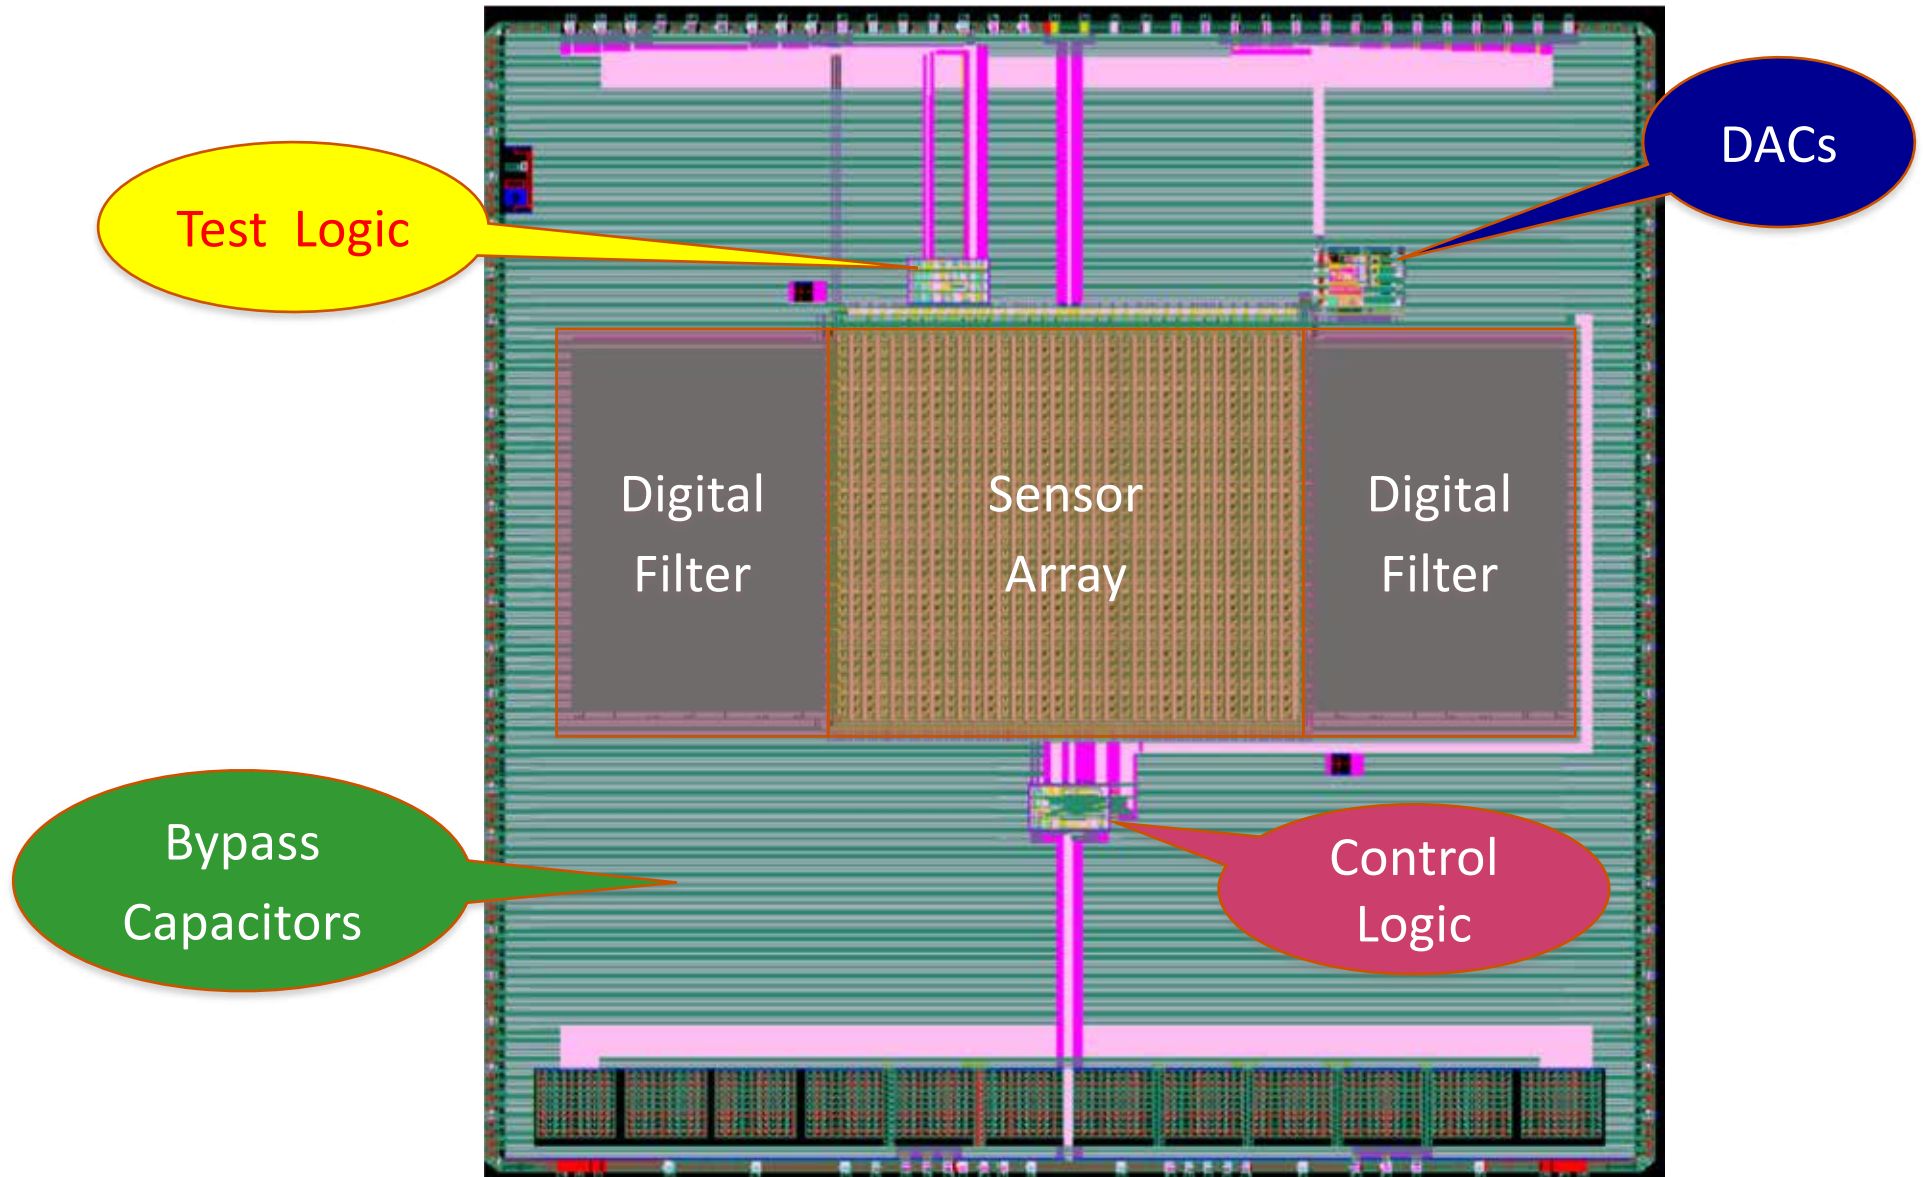 DACs
Test Logic
Digital
Filter
Sensor
Array
Digital
Filter
Bypass
Capacitors
Control
Logic